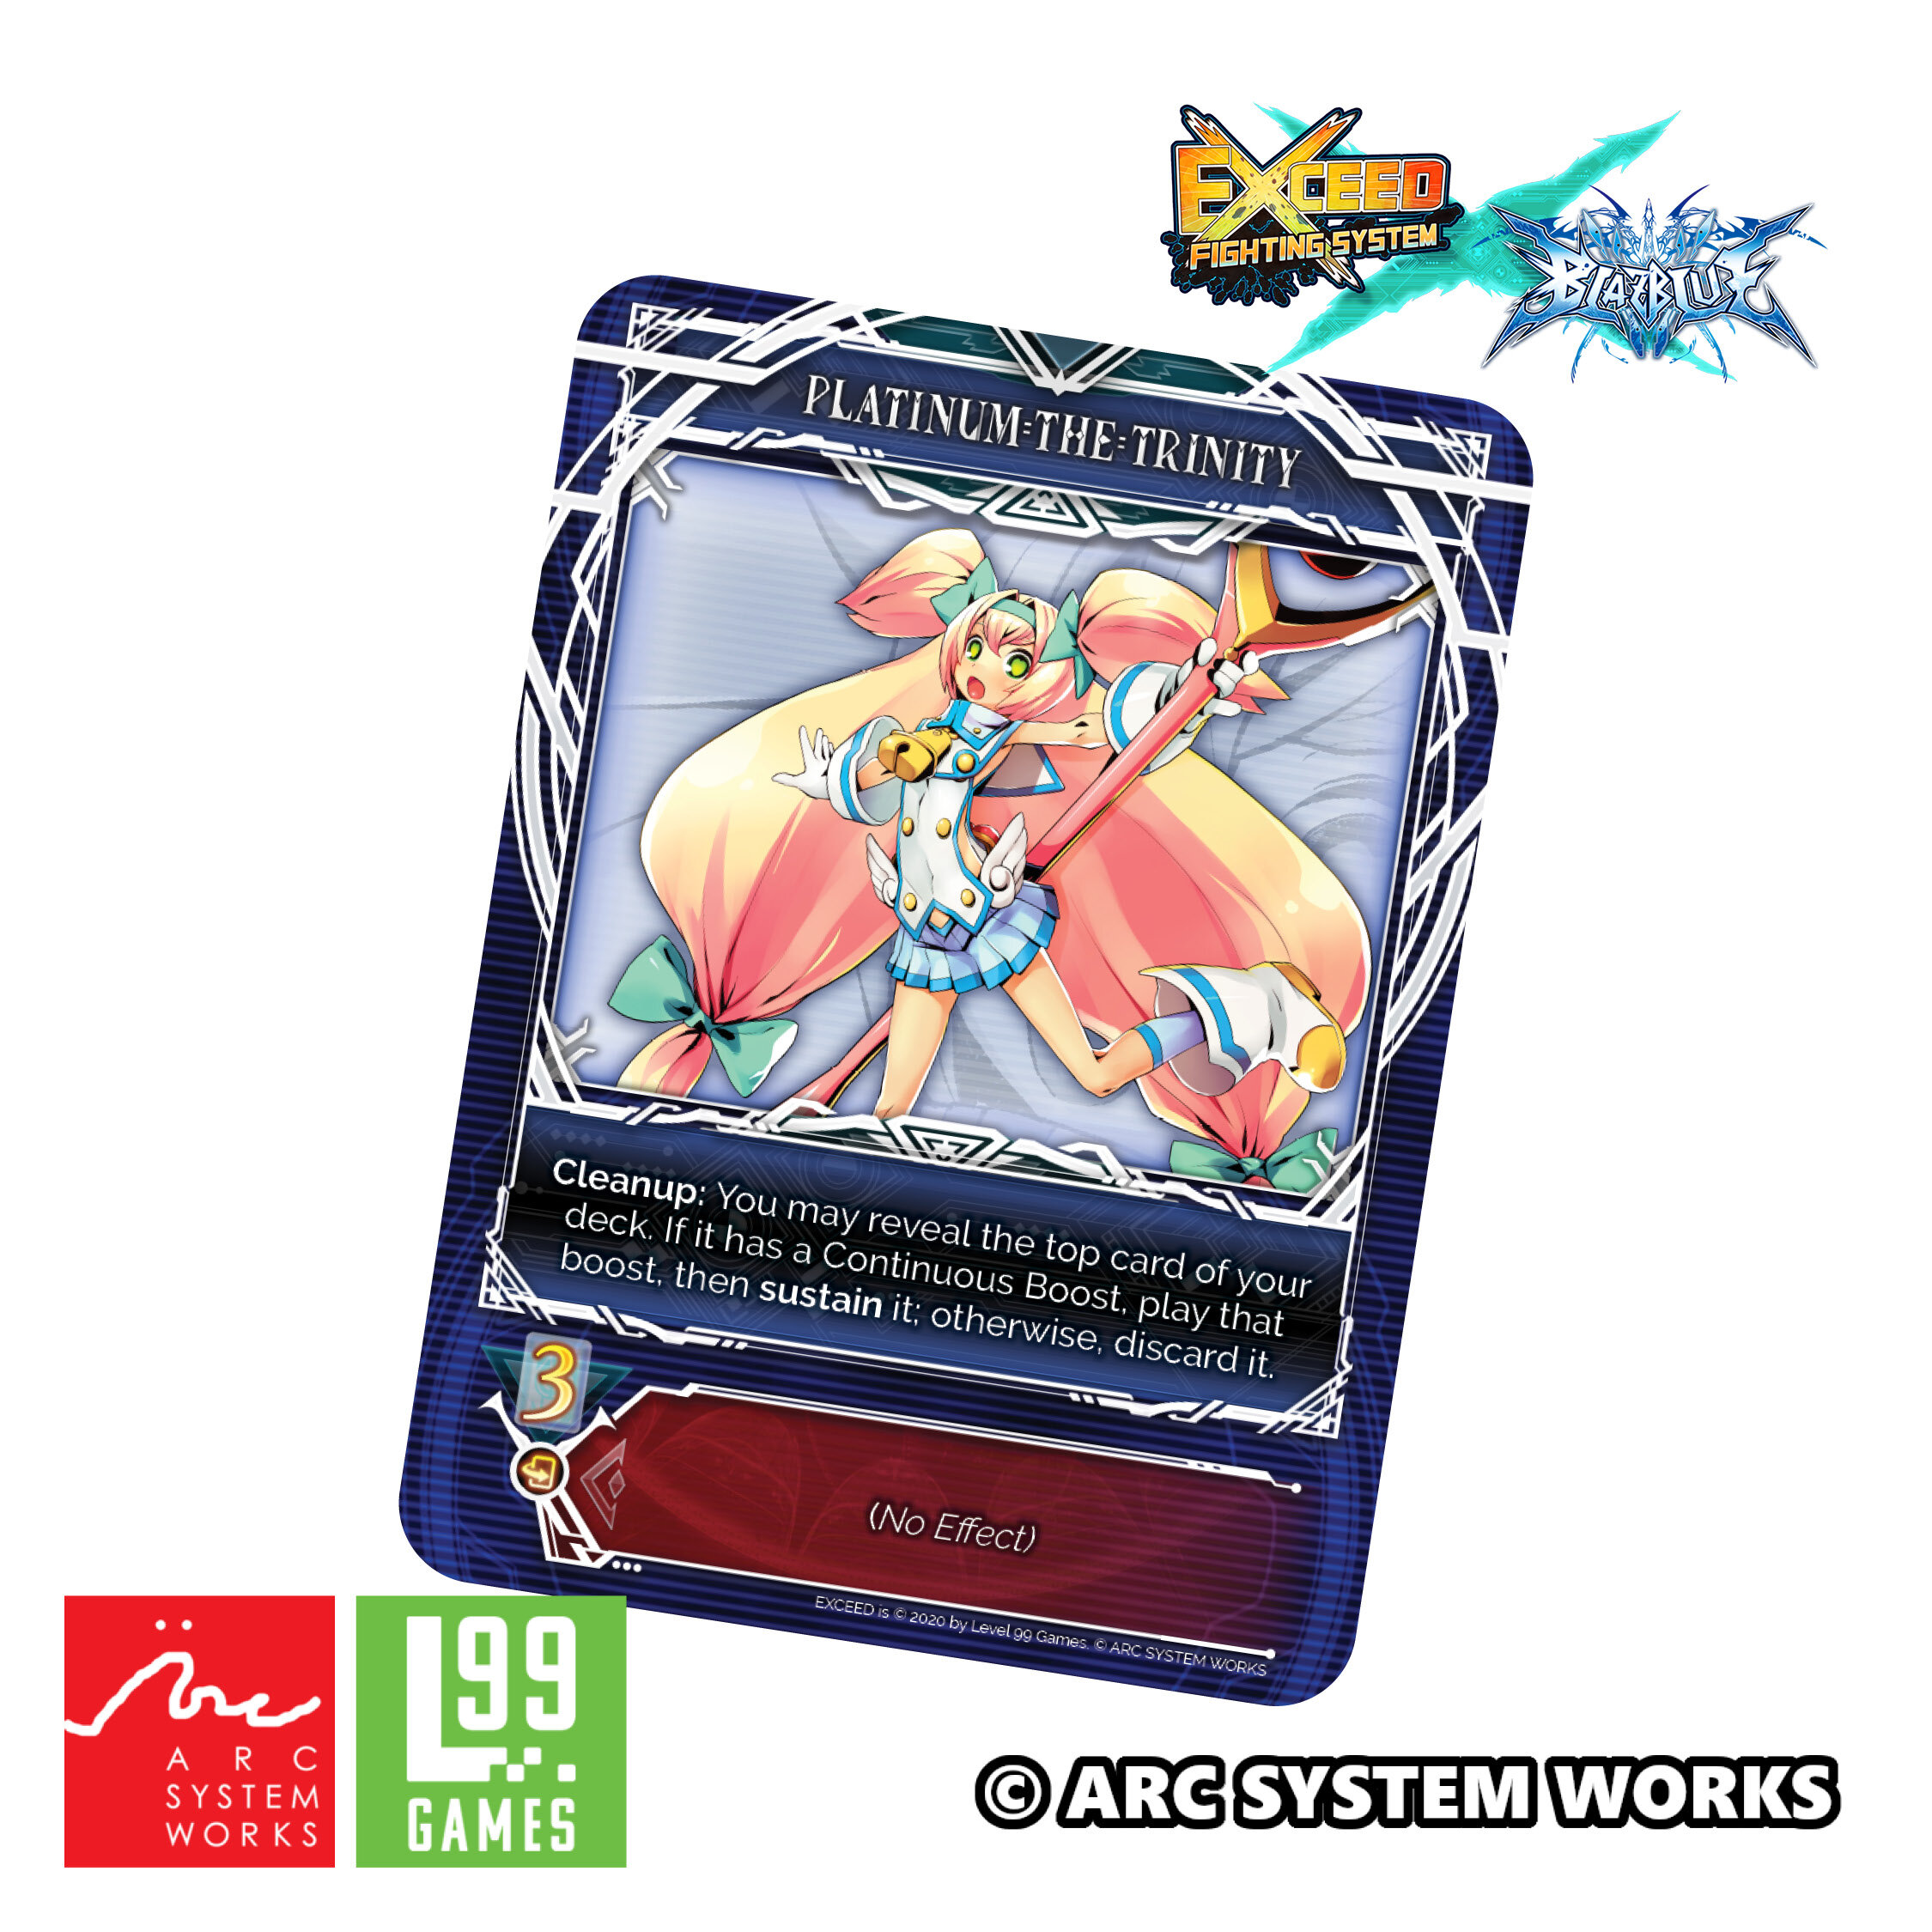 EXCEED
FIGHTING SYSTEM
BLAZBLUE
PLATINUM=THE=TRINITY
Cleanup: You may reveal the top card of your
deck. If it has a Continuous Boost, play that
boost, then sustain it; otherwise, discard it.
3
(No Effect)
EXCEED is © 2020 by Level 99 Games. © ARC SYSTEM WORKS
Arc
ARC
SYSTEM
WORKS
L99
GAMES
© ARC SYSTEM WORKS